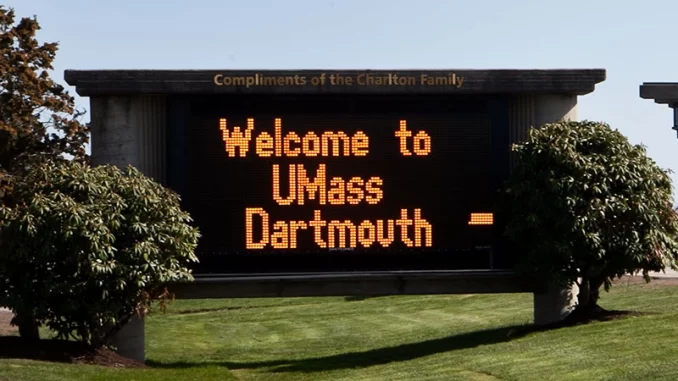 Compliments of the Charlton Family
Welcome to
UMass
Dartmouth -